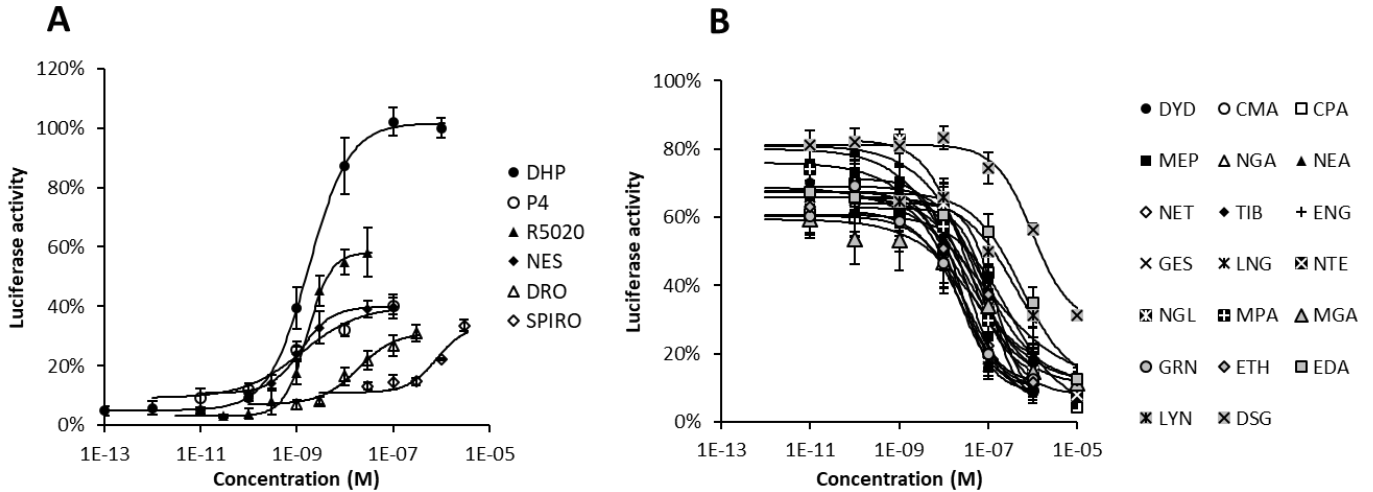 A
B
120%
100%
80%
60%
40%
20%
0%
Luciferase activity
1E-13
1E-11
1E-09
1E-07
1E-05
Concentration (M)
DHP
P4
R5020
NES
DRO
SPIRO
100%
80%
60%
40%
20%
0%
Luciferase activity
1E-13
1E-11
1E-09
1E-07
1E-05
Concentration (M)
DYD CMA CPA
MEP NGA NEA
NET TIB ENG
GES LNG NTE
NGL MPA MGA
GRN ETH EDA
LYN DSG